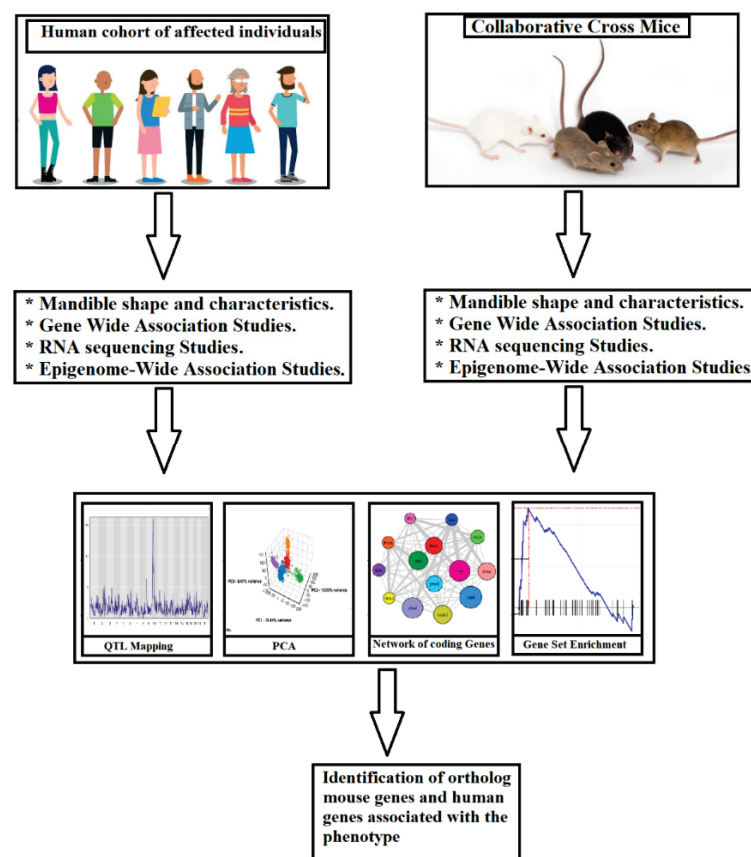 Human cohort of affected individuals
Collaborative Cross Mice
* Mandible shape and characteristics.
* Gene Wide Association Studies.
* RNA sequencing Studies.
* Epigenome-Wide Association Studies.
* Mandible shape and characteristics.
* Gene Wide Association Studies.
* RNA sequencing Studies.
* Epigenome-Wide Association Studies.
QTL Mapping
PCA
Network of coding Genes
Gene Set Enrichment
Identification of ortholog
mouse genes and human
genes associated with the
phenotype